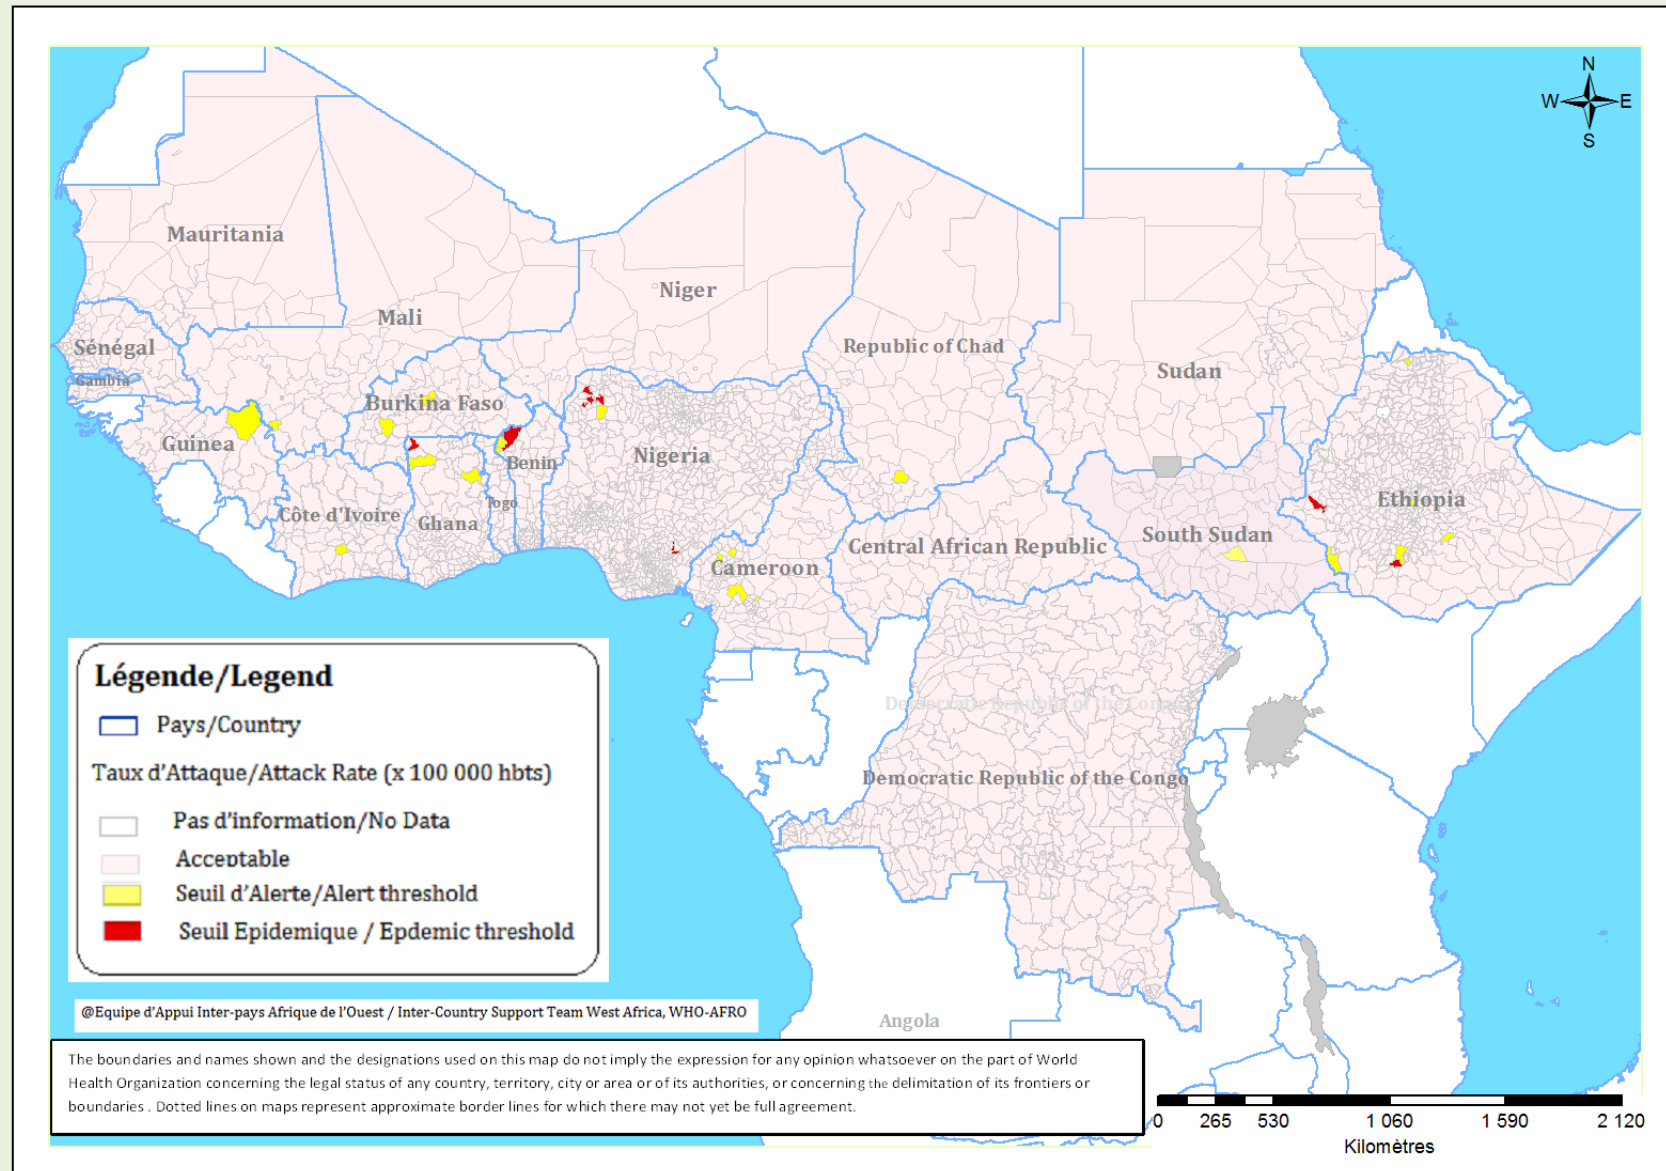 N
W E
S
Mauritania
Niger
Mali
Republic of Chad
Sénégal
Sudan
Gambia
Burkina Faso
Guinea
Nigeria
Benin
Ethiopia
Togo
Côte d'Ivoire
Ghana
South Sudan
Central African Republic
Cameroon
Democratic Republic of the Congo
Democratic Republic of the Congo
Angola
Légende/Legend
Pays/Country
Taux d'Attaque/Attack Rate (x 100 000 hbts)
Pas d'information/No Data
Acceptable
Seuil d'Alerte/Alert threshold
Seuil Epidemique / Epdemic threshold
@Equipe d'Appui Inter-pays Afrique de l'Ouest / Inter-Country Support Team West Africa, WHO-AFRO
The boundaries and names shown and the designations used on this map do not imply the expression for any opinion whatsoever on the part of World
Health Organization concerning the legal status of any country, territory, city or area or of its authorities, or concerning the delimitation of its frontiers or
boundaries . Dotted lines on maps represent approximate border lines for which there may not yet be full agreement.
0 265 530 1 060 1 590 2 120
Kilomètres